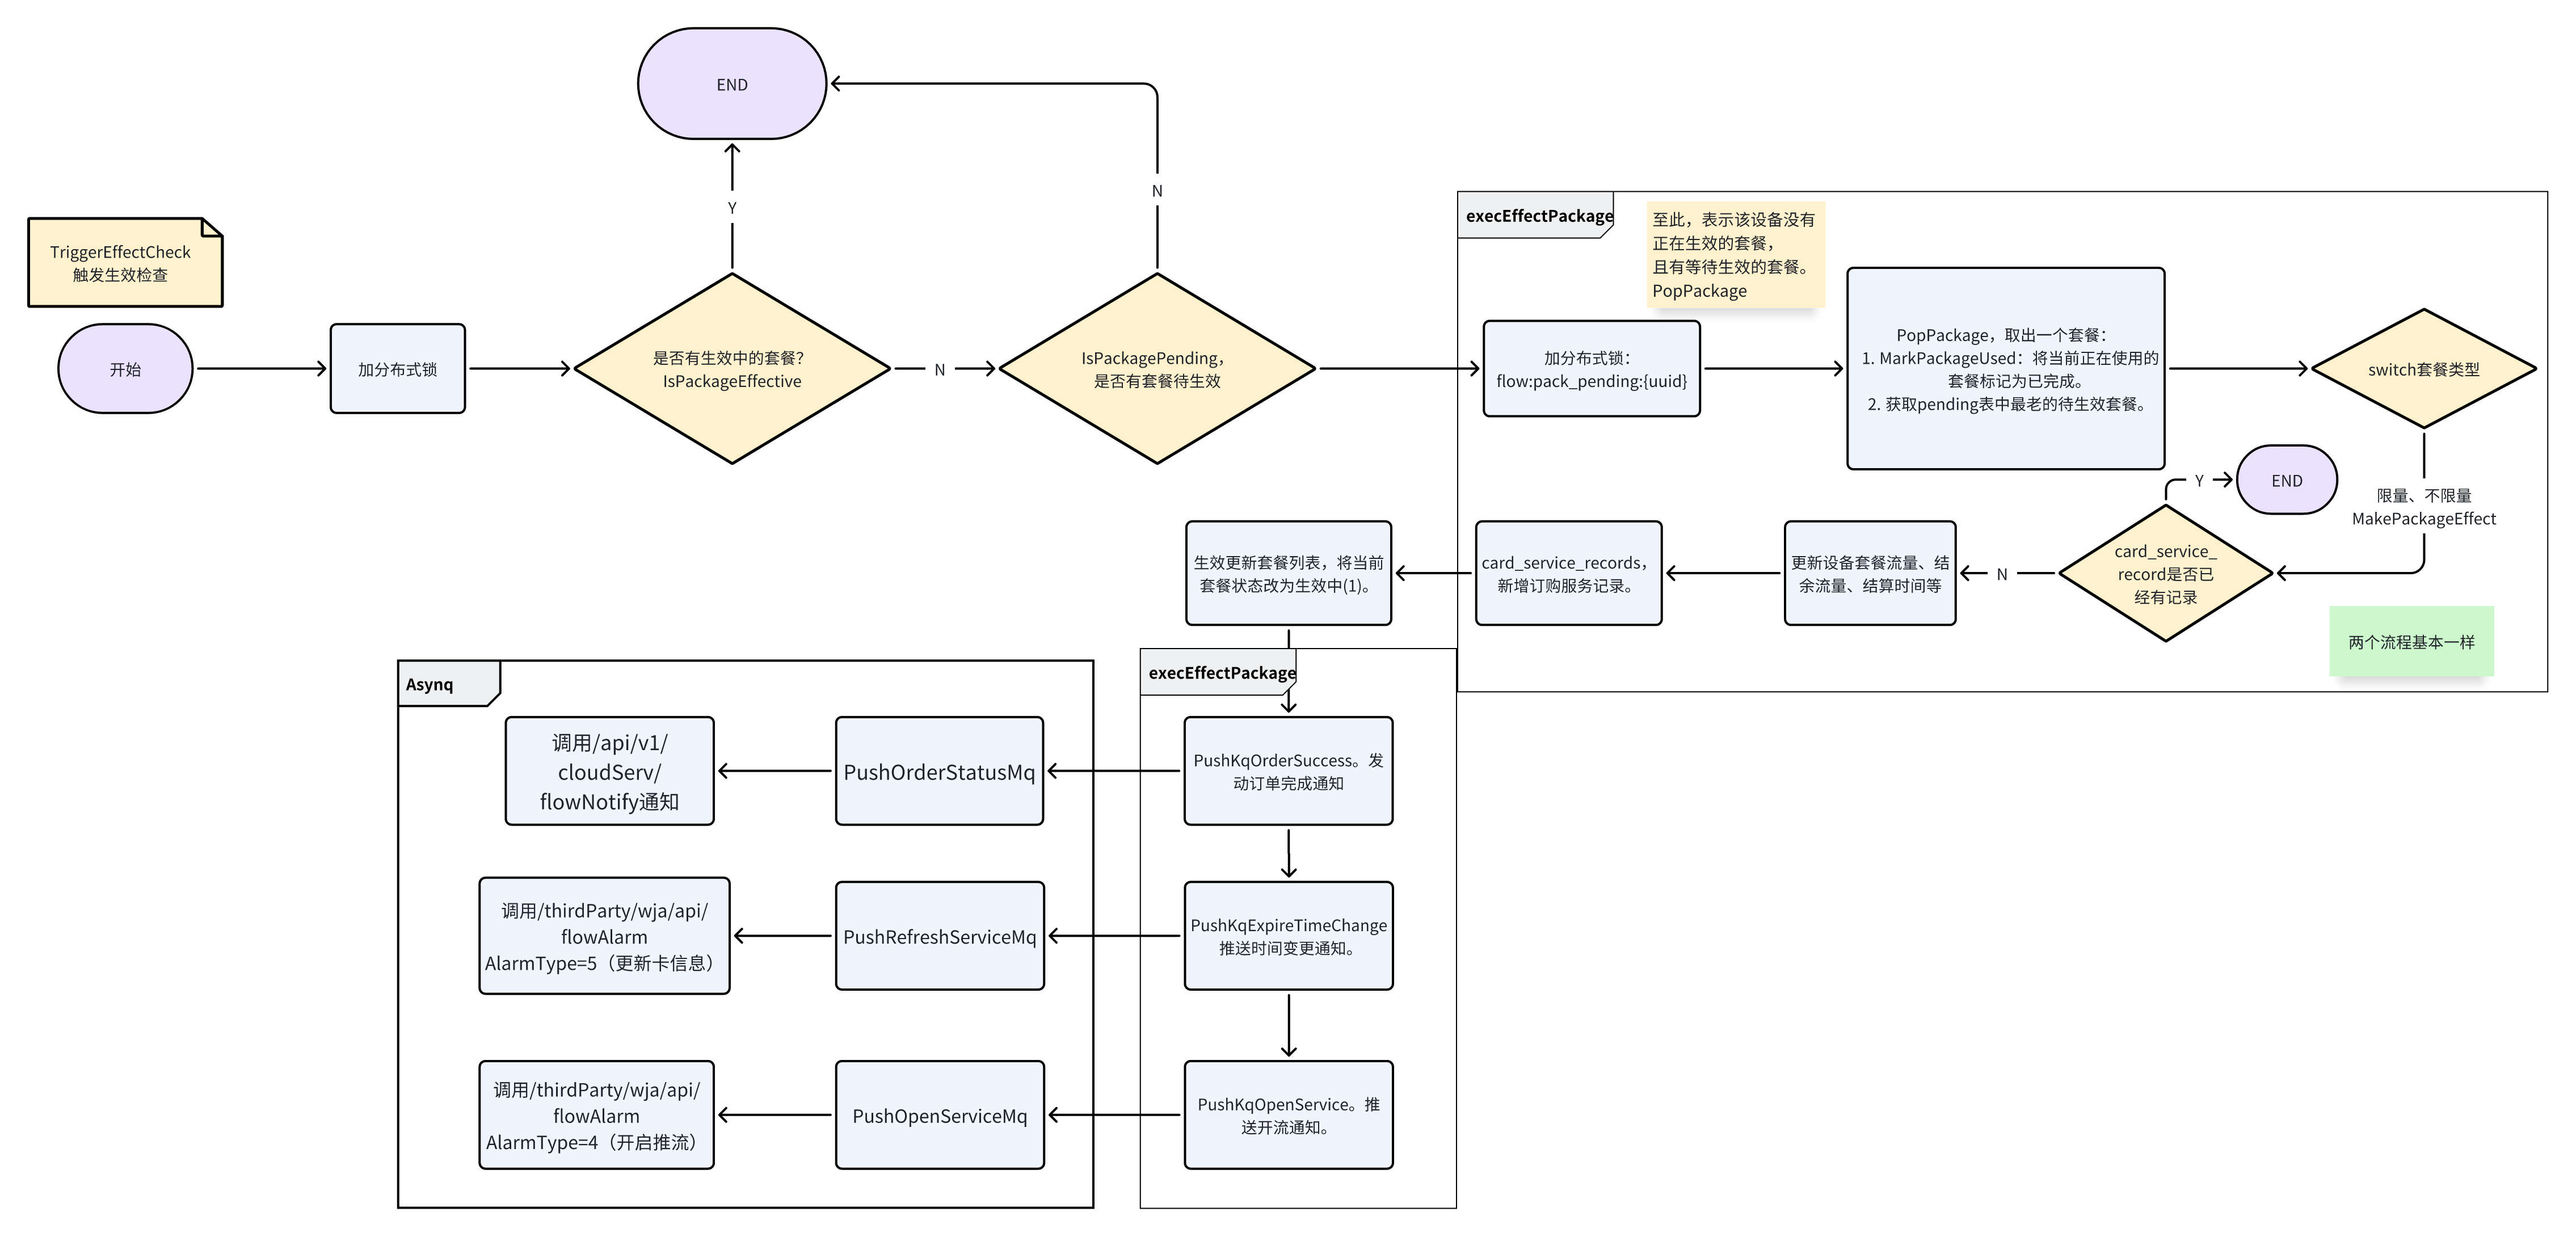 END
N
Y
TriggerEffectCheck
触发生效检查
开始
加分布式锁
是否有生效中的套餐？
IsPackageEffective
N
IsPackagePending，
是否有套餐待生效
execEffectPackage
至此，表示该设备没有
正在生效的套餐，
且有等待生效的套餐。
PopPackage
加分布式锁：
flow:pack_pending:{uuid}
PopPackage，取出一个套餐：
1. MarkPackageUsed：将当前正在使用的
套餐标记为已完成。
2. 获取pending表中最老的待生效套餐。
switch套餐类型
限量、不限量
MakePackageEffect
Y
END
card_service_
record是否已
经有记录
N
更新设备套餐流量、结
余流量、结算时间等
card_service_records，
新增订购服务记录。
生效更新套餐列表，将当前
套餐状态改为生效中(1)。
两个流程基本一样
execEffectPackage
Asynq
PushKqOrderSuccess。发
动订单完成通知
PushOrderStatusMq
调用/api/v1/
cloudServ/
flowNotify通知
PushKqExpireTimeChange
推送时间变更通知。
PushRefreshServiceMq
调用/thirdParty/wja/api/
flowAlarm
AlarmType=5（更新卡信息）
PushKqOpenService。推
送开流通知。
PushOpenServiceMq
调用/thirdParty/wja/api/
flowAlarm
AlarmType=4（开启推流）